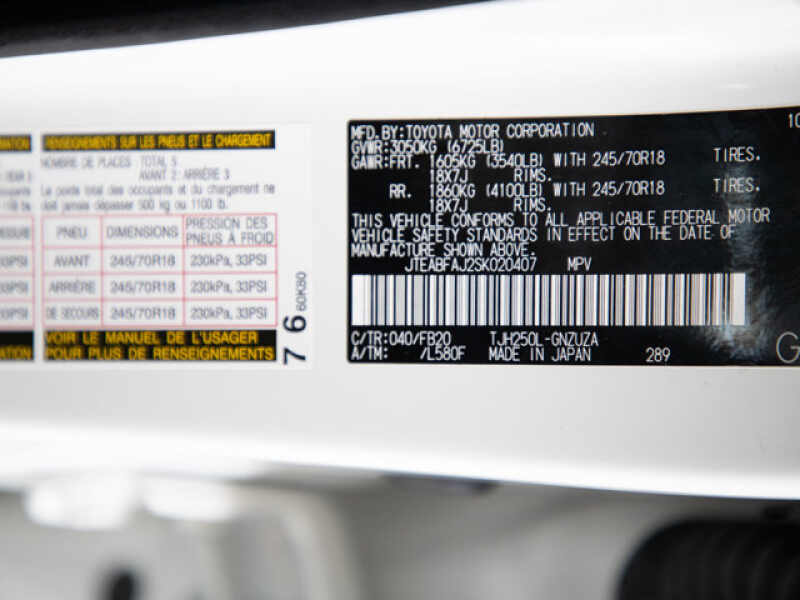 RENSEIGNEMENTS SUR LES PNEUS ET LE CHARGEMENT
NOMBRE DE PLACES : TOTAL 5
AVANT 2 : ARRIÈRE 3
Le poids total des occupants et du chargement ne
doit jamais dépasser 500 kg ou 1100 lb.
PNEU DIMENSIONS PRESSION DES PNEUS À FROID
AVANT 245/70R18 230kPa, 33PSI
ARRIÈRE 245/70R18 230kPa, 33PSI
DE SECOURS 245/70R18 230kPa, 33PSI
VOIR LE MANUEL DE L'USAGER
POUR PLUS DE RENSEIGNEMENTS
76 60K80
MFD.BY:TOYOTA MOTOR CORPORATION
GVWR:3050KG (6725LB)
GAWR:FRT. 1605KG (3540LB) WITH 245/70R18 TIRES.
18X7J RIMS.
RR. 1860KG (4100LB) WITH 245/70R18 TIRES.
18X7J RIMS.
THIS VEHICLE CONFORMS TO ALL APPLICABLE FEDERAL MOTOR
VEHICLE SAFETY STANDARDS IN EFFECT ON THE DATE OF
MANUFACTURE SHOWN ABOVE.
JTEABFAJ2SK020407 MPV
C/TR:040/FB20 TJH250L-GNZUZA
A/TM: /L580F MADE IN JAPAN 289